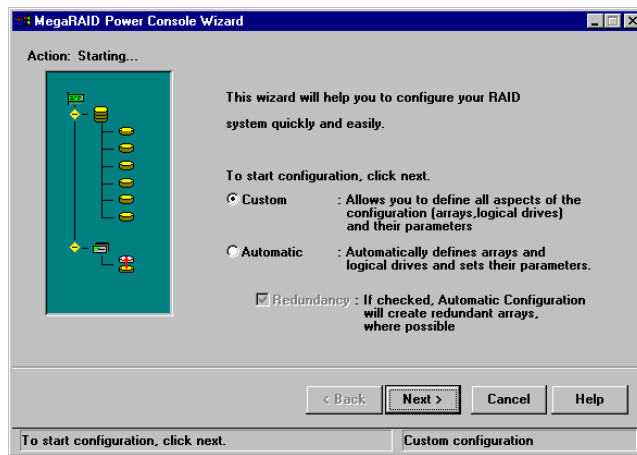 MegaRAID Power Console Wizard
Action: Starting...
This wizard will help you to configure your RAID
system quickly and easily.
To start configuration, click next.
Custom : Allows you to define all aspects of the
configuration (arrays,logical drives)
and their parameters
Automatic : Automatically defines arrays and
logical drives and sets their parameters.
Redundancy : If checked, Automatic Configuration
will create redundant arrays,
where possible
< Back Next > Cancel Help
To start configuration, click next. Custom configuration